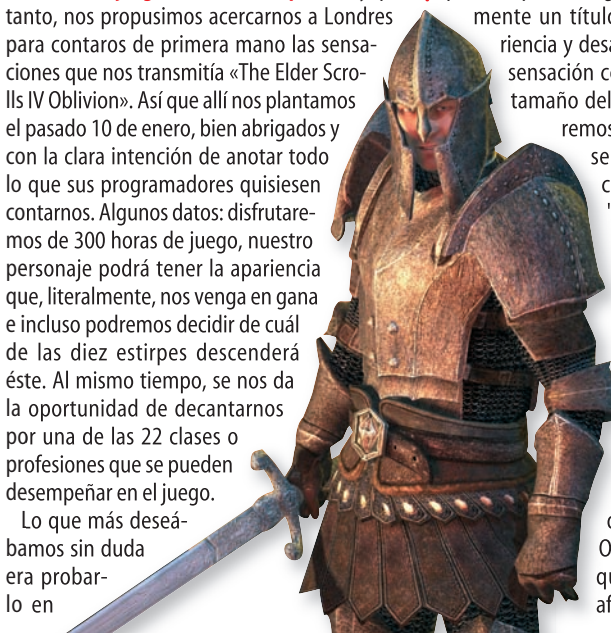 tanto, nos propusimos acercarnos a Londres
para contaros de primera mano las sensa-
ciones que nos transmitía «The Elder Scro-
lls IV Oblivion». Así que allí nos plantamos
el pasado 10 de enero, bien abrigados y
con la clara intención de anotar todo
lo que sus programadores quisiesen
contarnos. Algunos datos: disfrutare-
mos de 300 horas de juego, nuestro
personaje podrá tener la apariencia
que, literalmente, nos venga en gana
e incluso podremos decidir de cuál
de las diez estirpes descenderá
éste. Al mismo tiempo, se nos da
la oportunidad de decantarnos
por una de las 22 clases o
profesiones que se pueden
desempeñar en el juego.
Lo que más deseá-
bamos sin duda
era probar-
lo en
mente un título
riencia y desa
sensación c
tamaño del
remos
se
c
O
qu
af